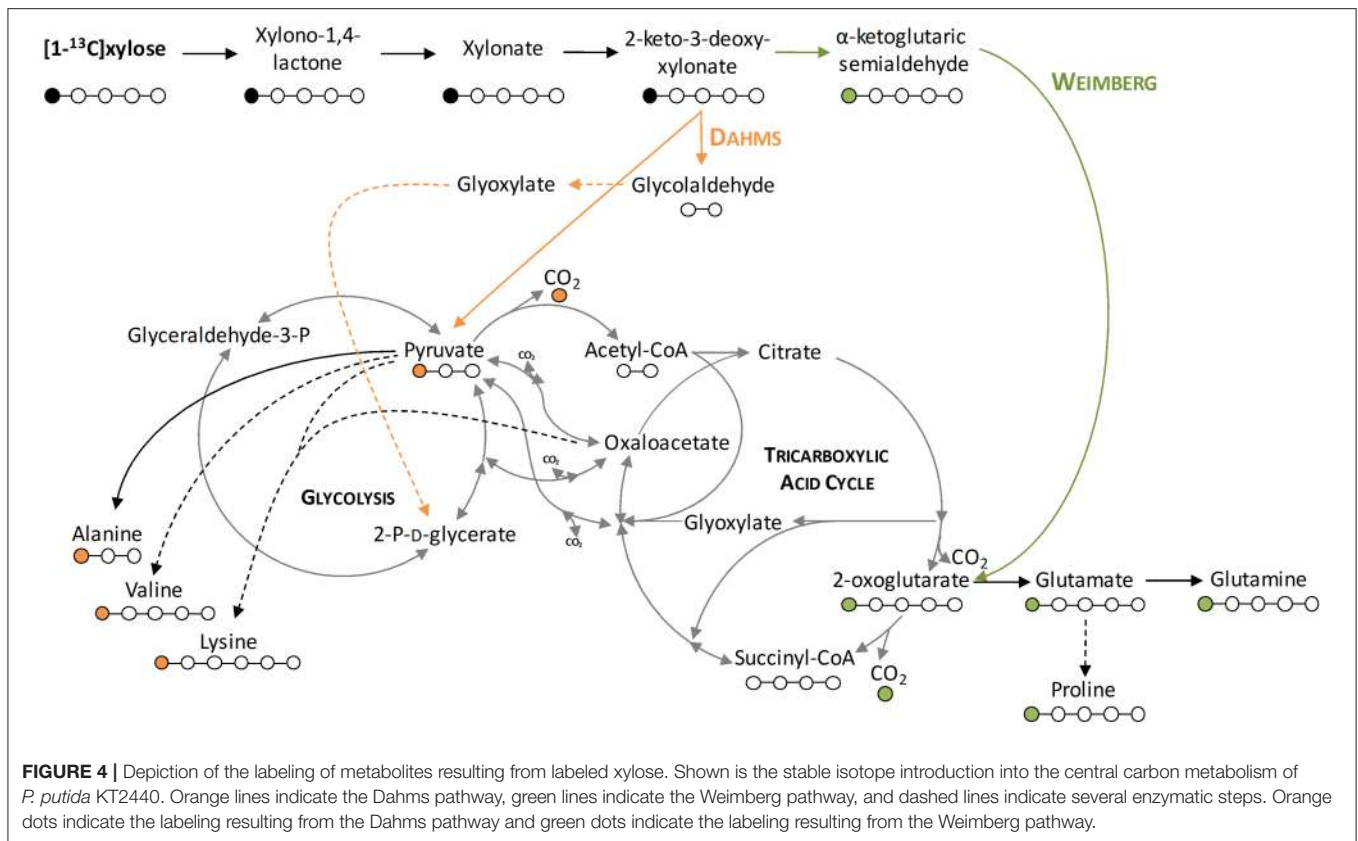 [1-¹³C]xylose
Xylono-1,4-
lactone
Xylonate
2-keto-3-deoxy-
xylonate
α-ketoglutaric
semialdehyde
WEIMBERG
DAHMS
Glyoxylate
Glycolaldehyde
CO₂
Glyceraldehyde-3-P
Pyruvate
CO₂
Acetyl-CoA
Citrate
Oxaloacetate
TRICARBOXYLIC
ACID CYCLE
CO₂
GLYCOLYSIS
2-P-D-glycerate
Glyoxylate
CO₂
Alanine
CO₂
Valine
2-oxoglutarate
Glutamate
Glutamine
Lysine
Succinyl-CoA
CO₂
Proline
FIGURE 4 | Depiction of the labeling of metabolites resulting from labeled xylose. Shown is the stable isotope introduction into the central carbon metabolism of
P. putida KT2440. Orange lines indicate the Dahms pathway, green lines indicate the Weimberg pathway, and dashed lines indicate several enzymatic steps. Orange
dots indicate the labeling resulting from the Dahms pathway and green dots indicate the labeling resulting from the Weimberg pathway.